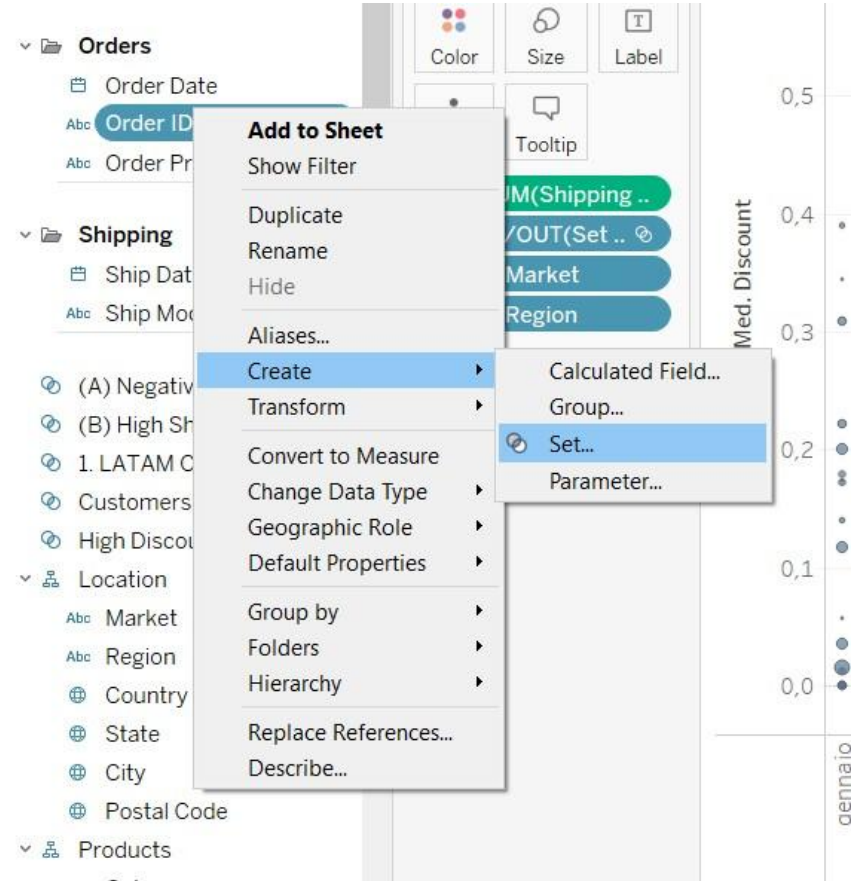 Orders
Order Date
Abc Order ID
Abc Order Pr
Shipping
Ship Dat
Abc Ship Mod
(A) Negativ
(B) High Sh
1. LATAM C
Customers
High Discou
Location
Abc Market
Abc Region
Country
State
City
Postal Code
Products
Add to Sheet
Show Filter
Duplicate
Rename
Hide
Aliases...
Create
Transform
Convert to Measure
Change Data Type
Geographic Role
Default Properties
Group by
Folders
Hierarchy
Replace References...
Describe...
Calculated Field...
Group...
Set...
Parameter...
Color Size T Label
Tooltip
UM(Shipping ..
/OUT(Set ..
Market
Region
Med. Discount
0,5
0,4
0,3
0,2
0,1
0,0
gennaio